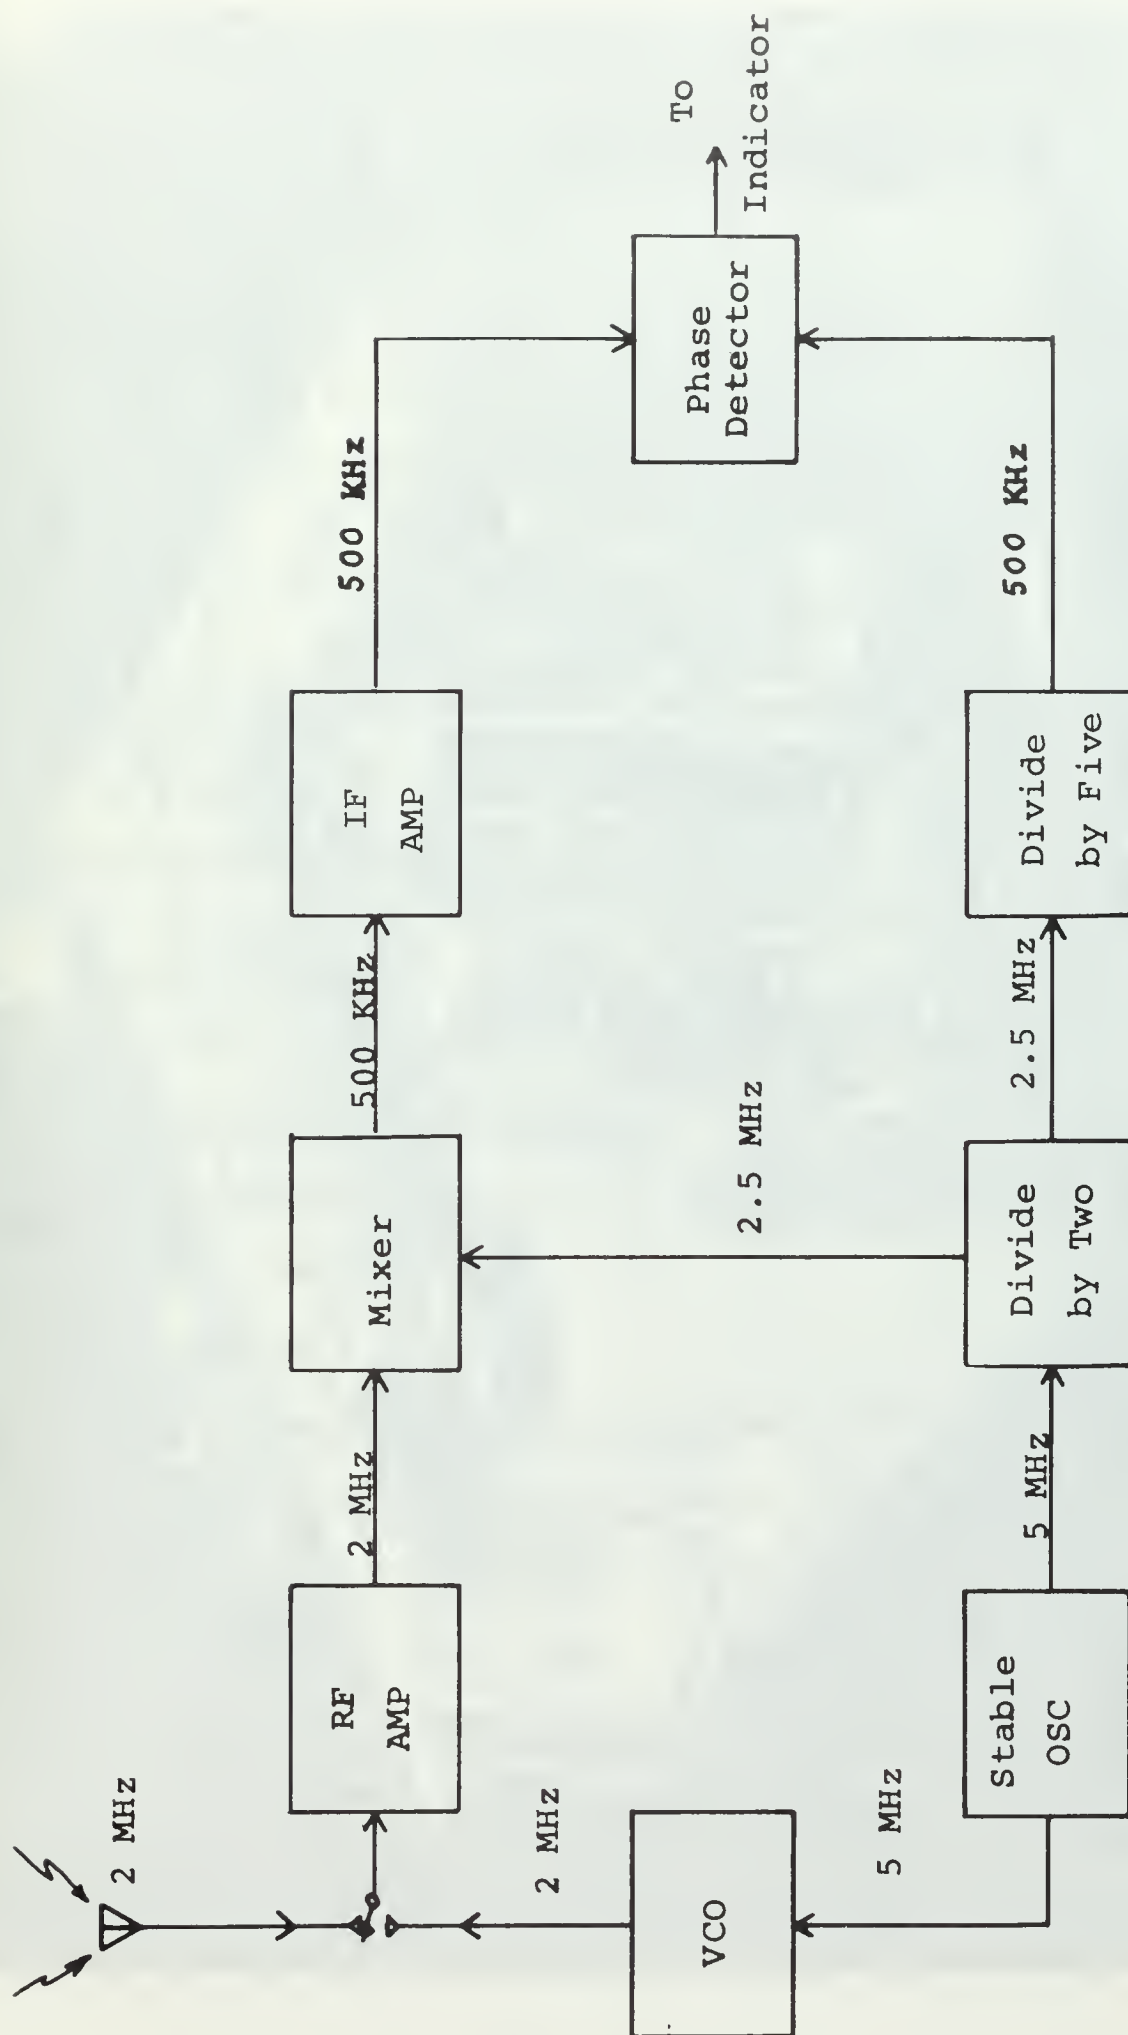 2 MHz
RF
AMP
2 MHz
Mixer
500 KHz
IF
AMP
500 KHz
2 MHz
2.5 MHz
Phase
Detector
To
Indicator
VCO
5 MHz
Stable
OSC
5 MHz
Divide
by Two
2.5 MHz
Divide
by Five
500 KHz